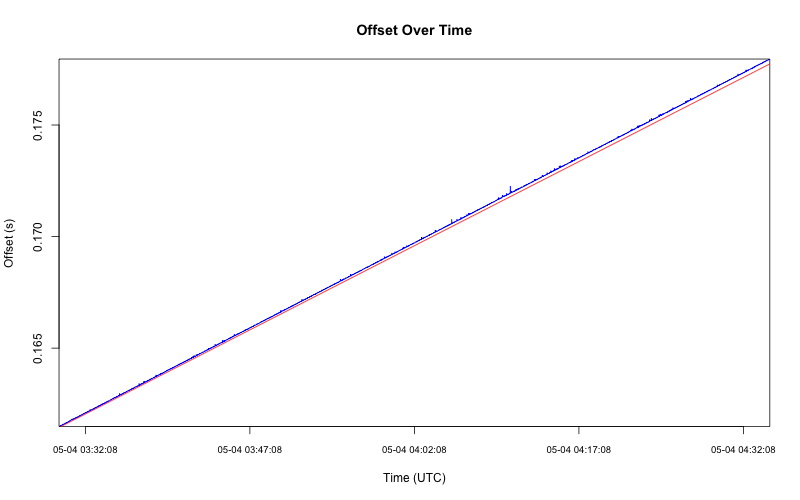 Offset Over Time
Offset (s)
0.175
0.170
0.165
05-04 03:32:08 05-04 03:47:08 05-04 04:02:08 05-04 04:17:08 05-04 04:32:08
Time (UTC)